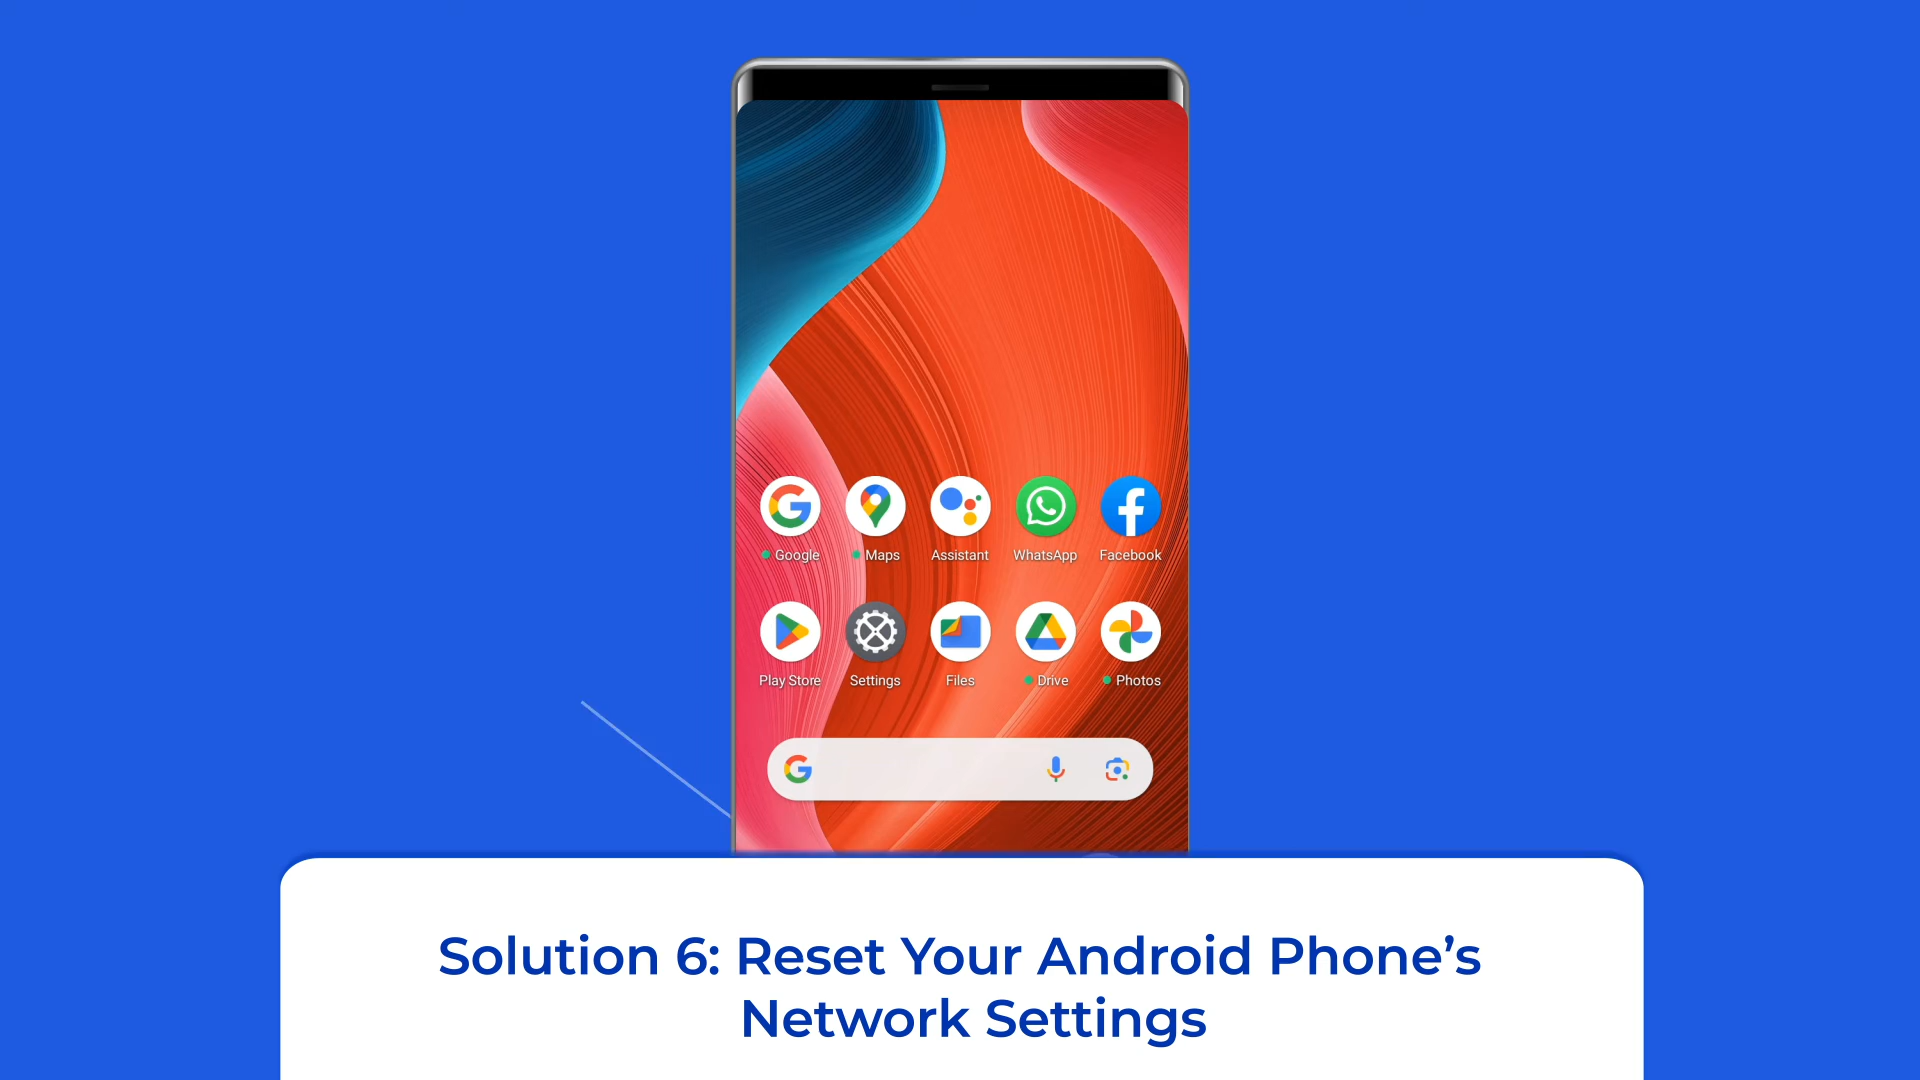 Google Maps Assistant WhatsApp Facebook
Play Store Settings Files Drive Photos
Solution 6: Reset Your Android Phone’s
Network Settings